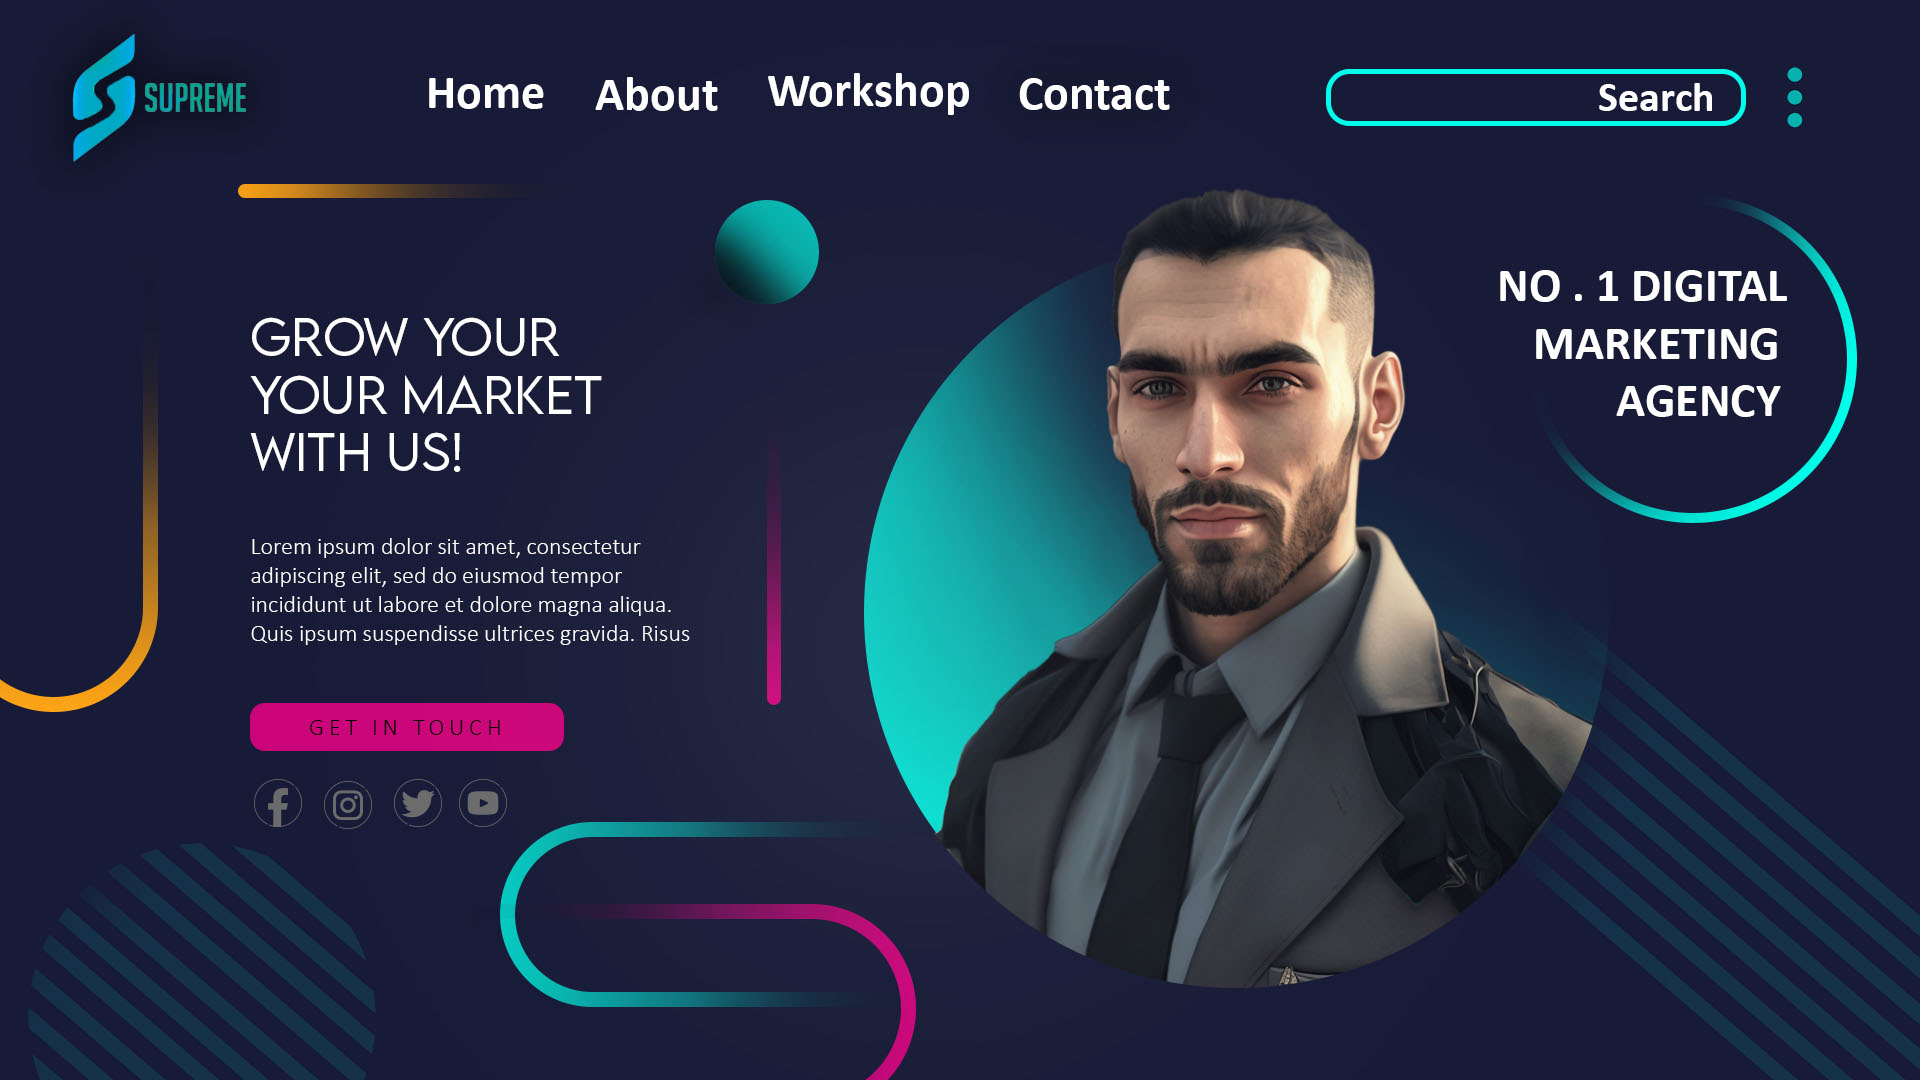 SUPREME
Home About Workshop Contact
Search
GROW YOUR
YOUR MARKET
WITH US!
Lorem ipsum dolor sit amet, consectetur
adipiscing elit, sed do eiusmod tempor
incididunt ut labore et dolore magna aliqua.
Quis ipsum suspendisse ultrices gravida. Risus
GET IN TOUCH
NO . 1 DIGITAL
MARKETING
AGENCY